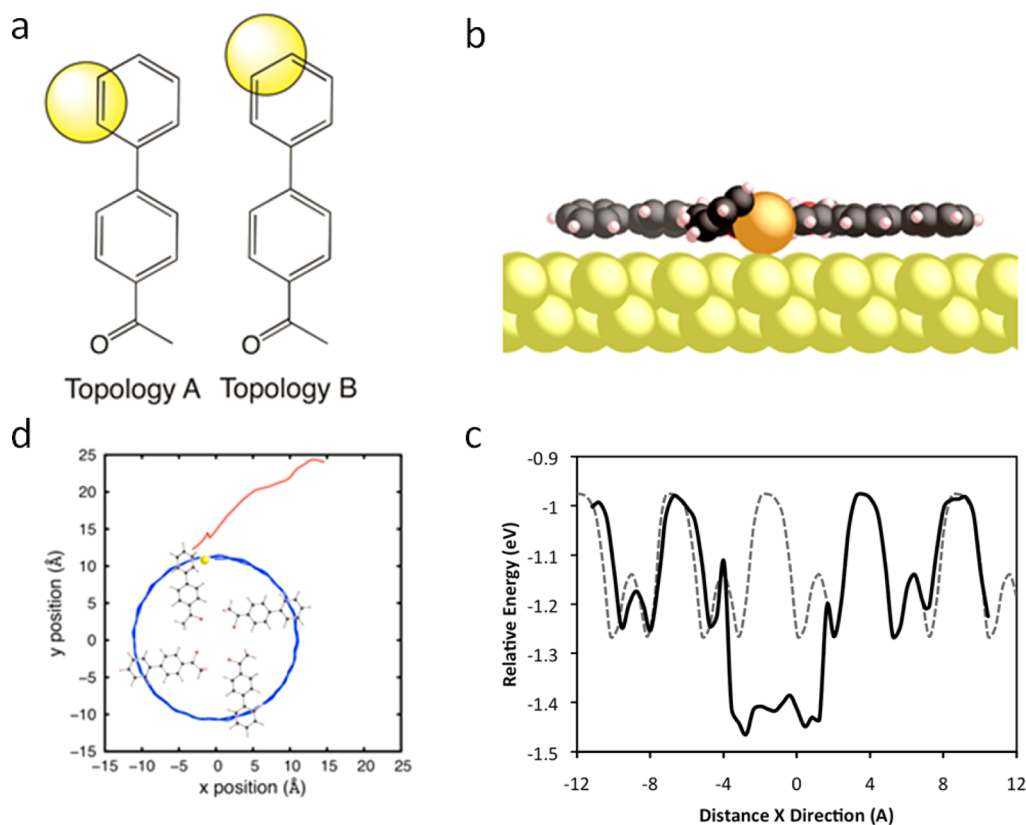 a
b
O
O
Topology A
Topology B
d
c
25
20
15
10
5
0
−5
−10
−15
y position (Å)
−15 −10 −5 0 5 10 15 20 25
x position (Å)
-0.9
-1
-1.1
-1.2
-1.3
-1.4
-1.5
Relative Energy (eV)
-12 -8 -4 0 4 8 12
Distance X Direction (A)